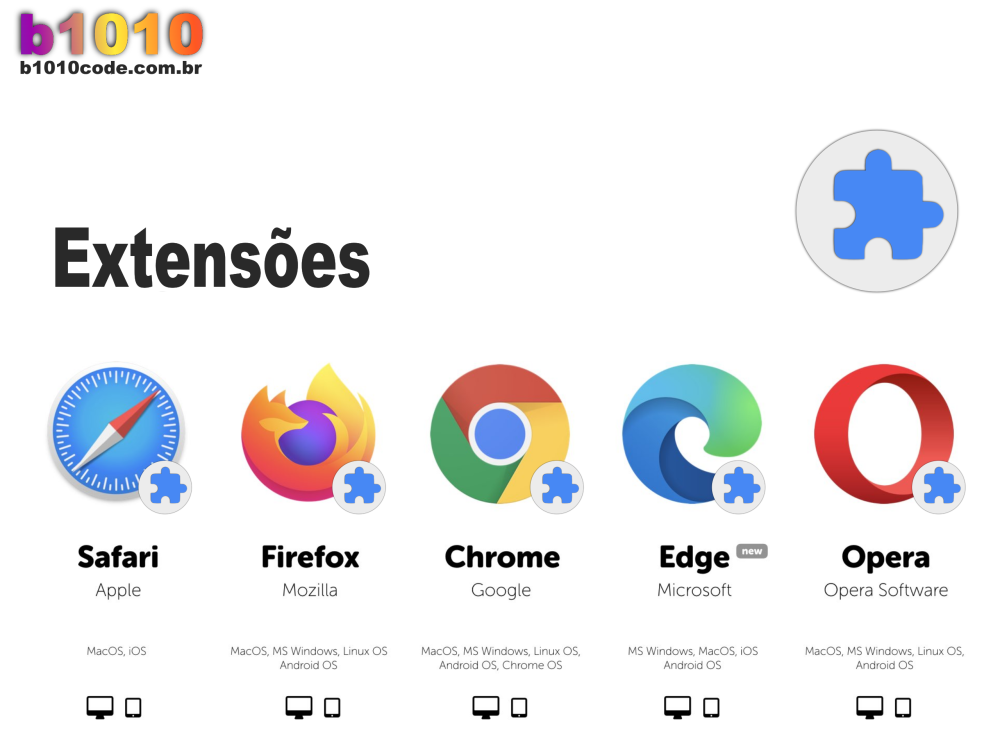 b1010
b1010code.com.br
Extensões
Safari
Apple
MacOS, iOS
Firefox
Mozilla
MacOS, MS Windows, Linux OS
Android OS
Chrome
Google
MacOS, MS Windows, Linux OS,
Android OS, Chrome OS
Edge new
Microsoft
MS Windows, MacOS, iOS
Android OS
Opera
Opera Software
MacOS, MS Windows, Linux OS,
Android OS